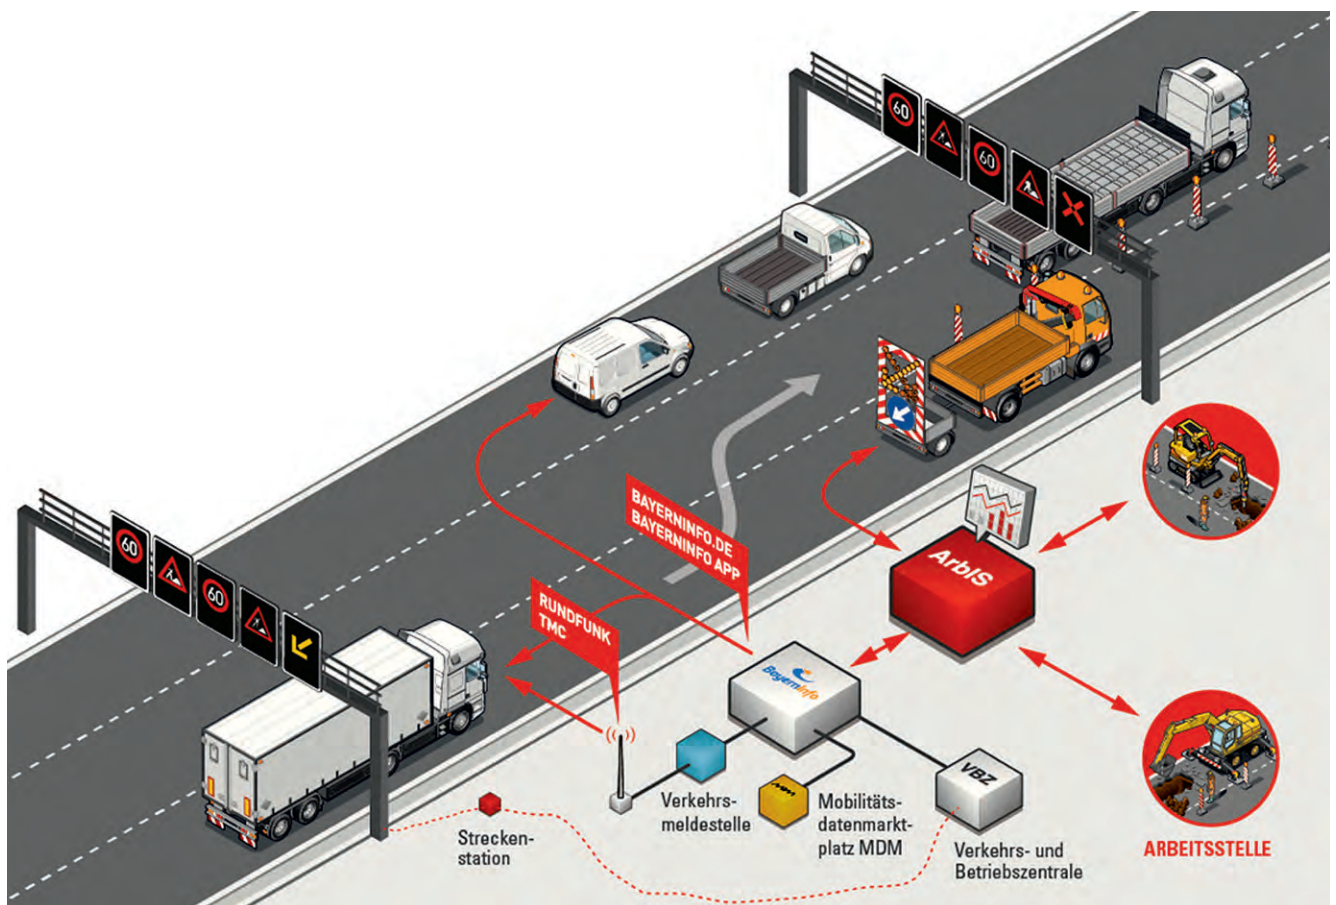 60
60
60
60
BAYERNINFO.DE
BAYERNINFO APP
RUNDFUNK
TMC
ArbIS
BayernInfo
VBZ
MDM
Verkehrs-
meldestelle
Mobilitäts-
datenmarkt-
platz MDM
Verkehrs- und
Betriebszentrale
Strecken-
station
ARBEITSSTELLE